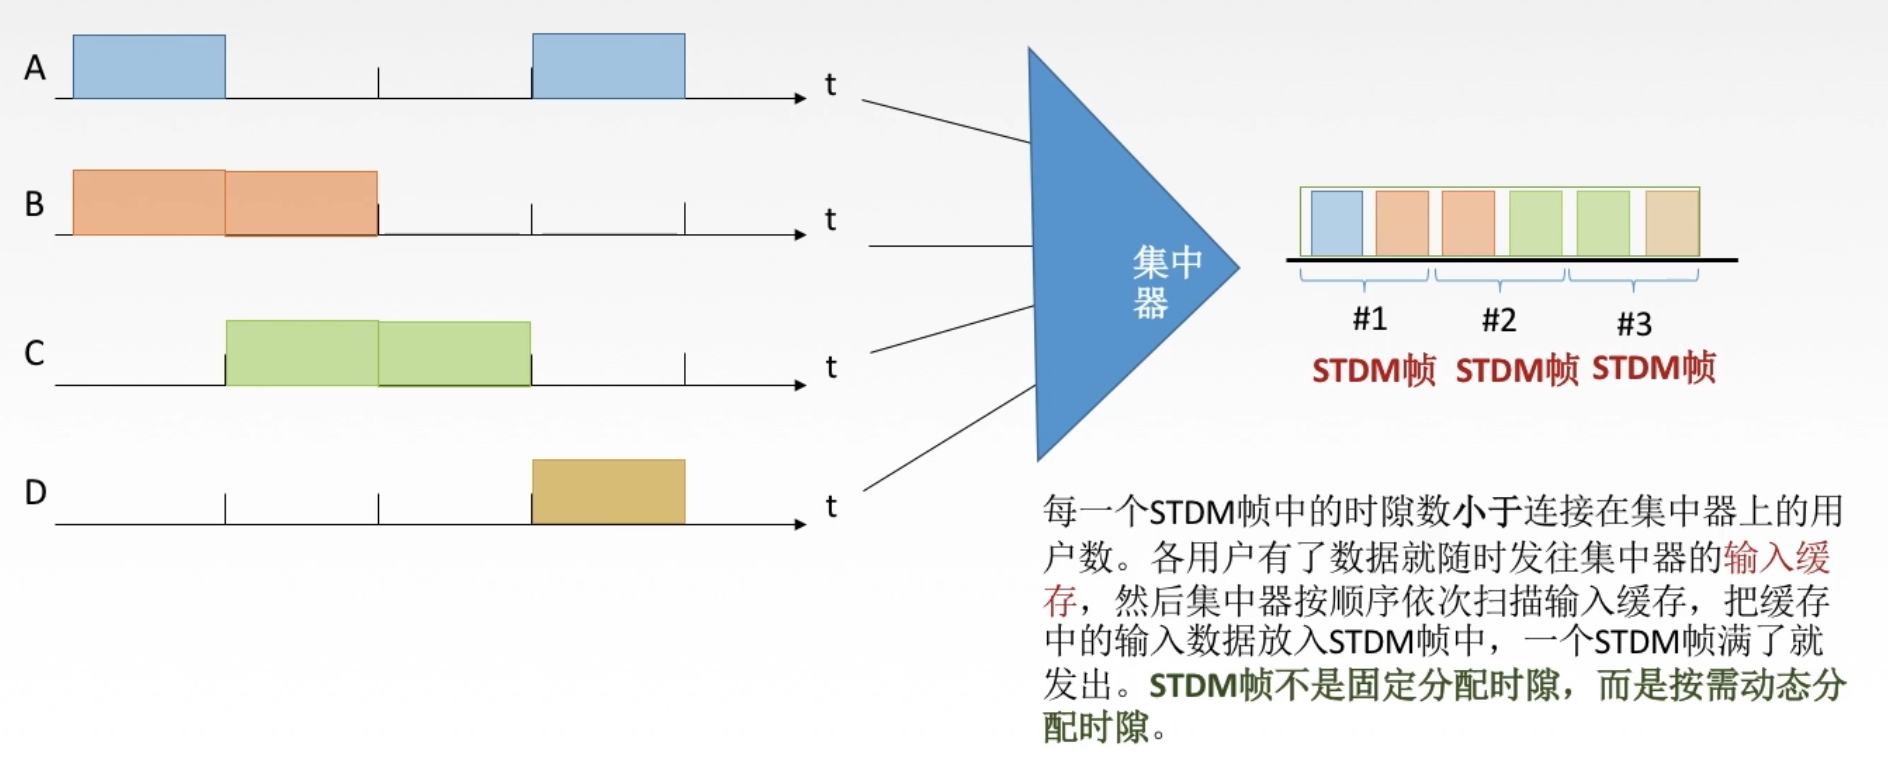 A
t
B
t
C
t
D
t
集中
器
#1
#2
#3
STDM帧
STDM帧
STDM帧
每一个STDM帧中的时隙数小于连接在集中器上的用
户数。各用户有了数据就随时发往集中器的输入缓
存，然后集中器按顺序依次扫描输入缓存，把缓存
中的输入数据放入STDM帧中，一个STDM帧满了就
发出。STDM帧不是固定分配时隙，而是按需动态分
配时隙。